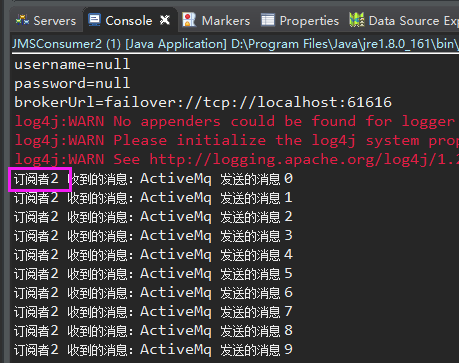 Servers Console Markers Properties Data Source Exp
JMSConsumer2 (1) [Java Application] D:\Program Files\Java\jre1.8.0_161\bin\
username=null
password=null
brokerUrl=failover://tcp://localhost:61616
log4j:WARN No appenders could be found for logger
log4j:WARN Please initialize the log4j system prop
log4j:WARN See http://logging.apache.org/log4j/1.2
订阅者2 收到的消息：ActiveMq 发送的消息0
订阅者2 收到的消息：ActiveMq 发送的消息1
订阅者2 收到的消息：ActiveMq 发送的消息2
订阅者2 收到的消息：ActiveMq 发送的消息3
订阅者2 收到的消息：ActiveMq 发送的消息4
订阅者2 收到的消息：ActiveMq 发送的消息5
订阅者2 收到的消息：ActiveMq 发送的消息6
订阅者2 收到的消息：ActiveMq 发送的消息7
订阅者2 收到的消息：ActiveMq 发送的消息8
订阅者2 收到的消息：ActiveMq 发送的消息9